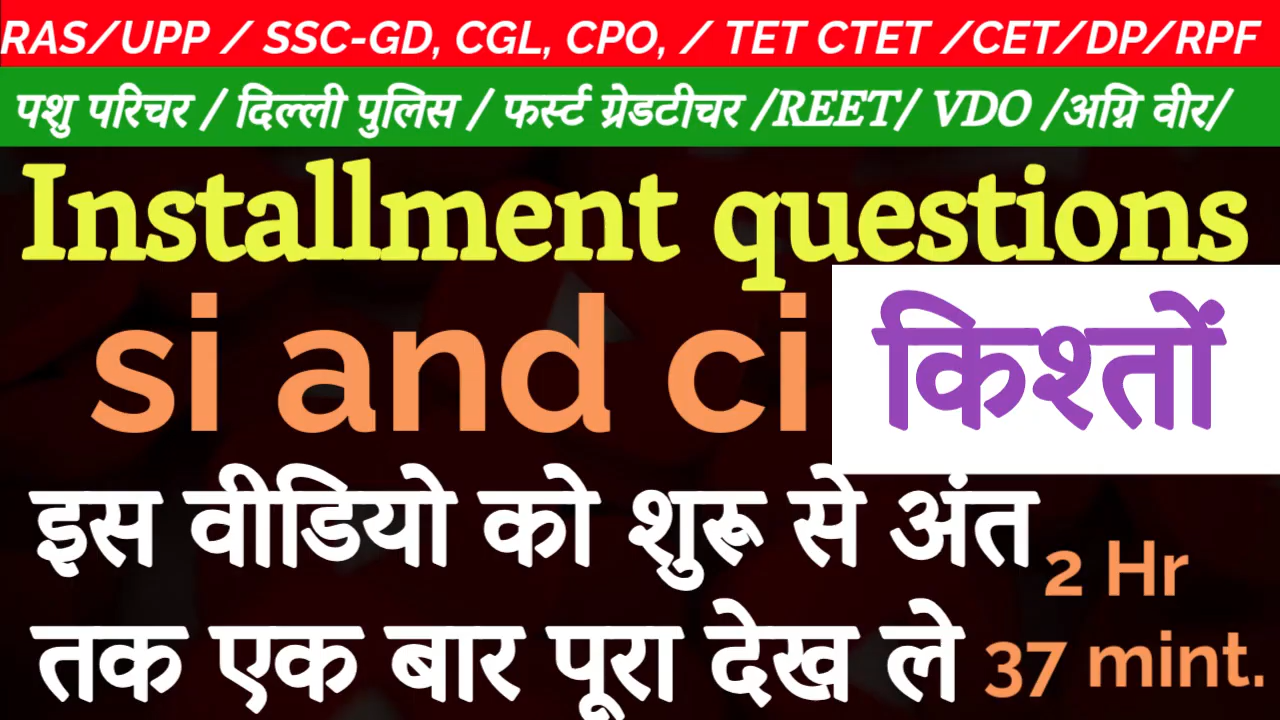 RAS/UPP / SSC-GD, CGL, CPO, / TET CTET /CET/DP/RPF
पशु परिचर / दिल्ली पुलिस / फर्स्ट ग्रेडटीचर /REET/ VDO /अग्नि वीर/
Installment questions
si and ci किश्तों
इस वीडियो को शुरू से अंत
तक एक बार पूरा देख ले
2 Hr
37 mint.